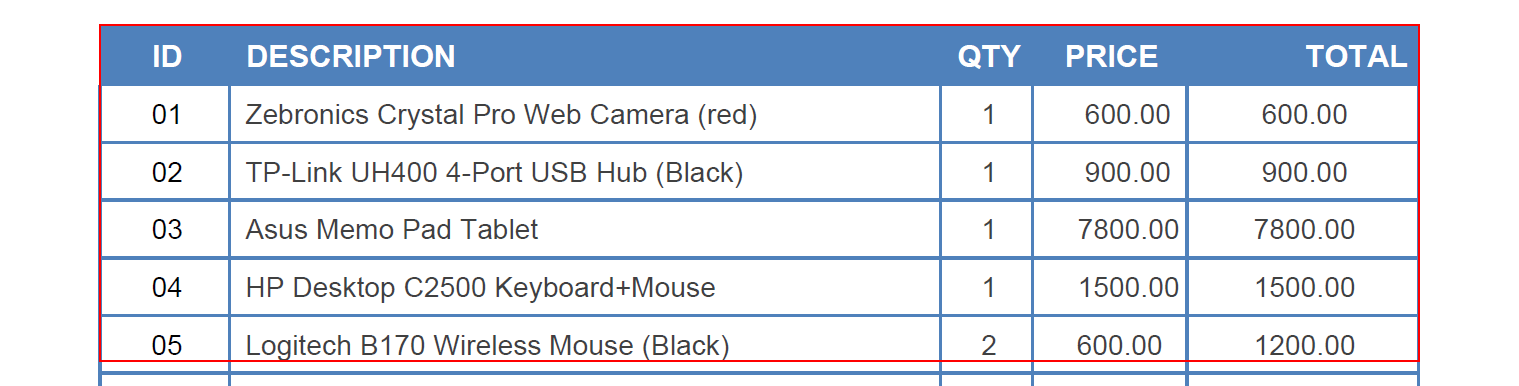 ID DESCRIPTION QTY PRICE TOTAL
01 Zebronics Crystal Pro Web Camera (red) 1 600.00 600.00
02 TP-Link UH400 4-Port USB Hub (Black) 1 900.00 900.00
03 Asus Memo Pad Tablet 1 7800.00 7800.00
04 HP Desktop C2500 Keyboard+Mouse 1 1500.00 1500.00
05 Logitech B170 Wireless Mouse (Black) 2 600.00 1200.00